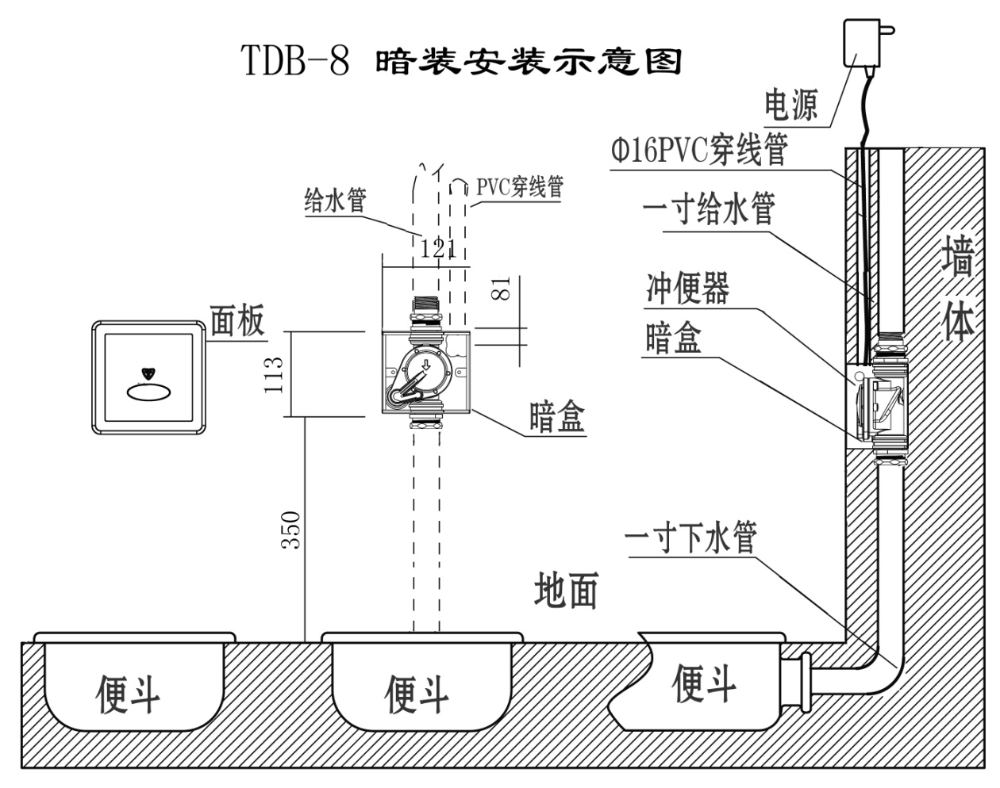 TDB-8 暗装安装示意图
电源
Φ16PVC穿线管
给水管
PVC穿线管
一寸给水管
121
墙体
81
冲便器
面板
暗盒
113
暗盒
350
一寸下水管
地面
便斗
便斗
便斗